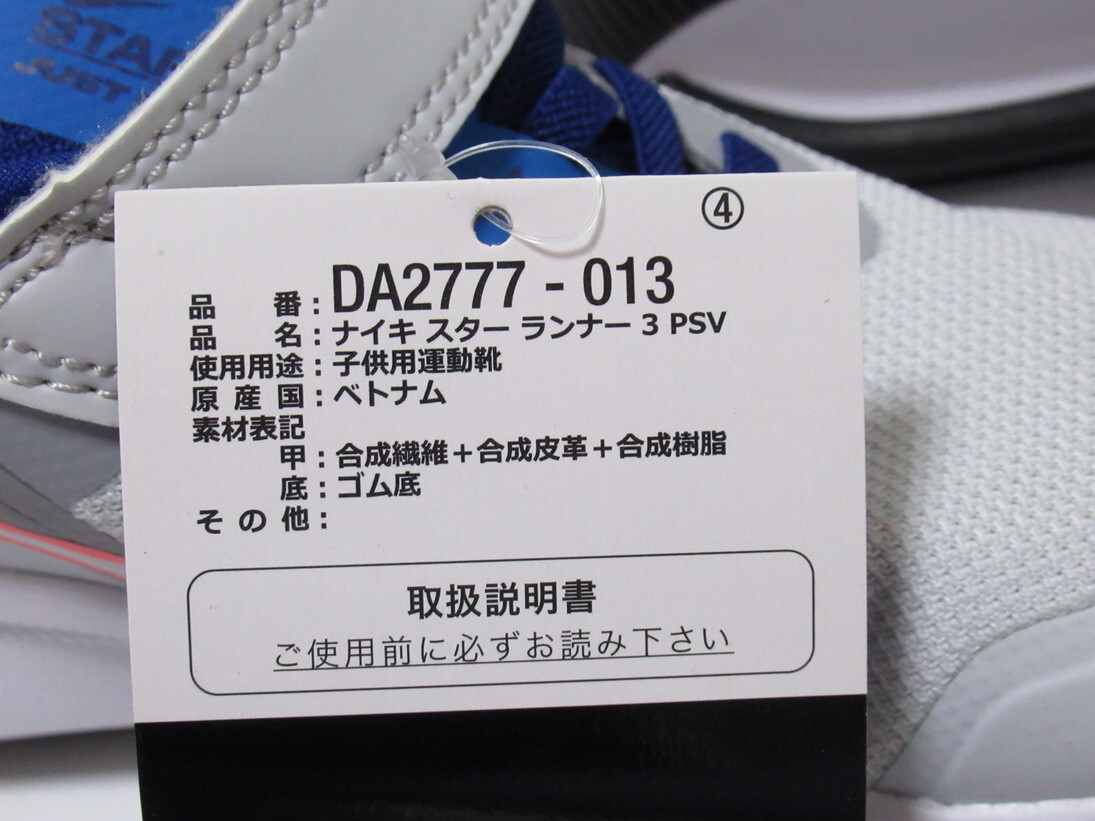 STAR
JUST
④
品番:DA2777-013
品名:ナイキ スター ランナー 3 PSV
使用用途:子供用運動靴
原産国:ベトナム
素材表記
甲:合成繊維+合成皮革+合成樹脂
底:ゴム底
その他:
取扱説明書
ご使用前に必ずお読み下さい